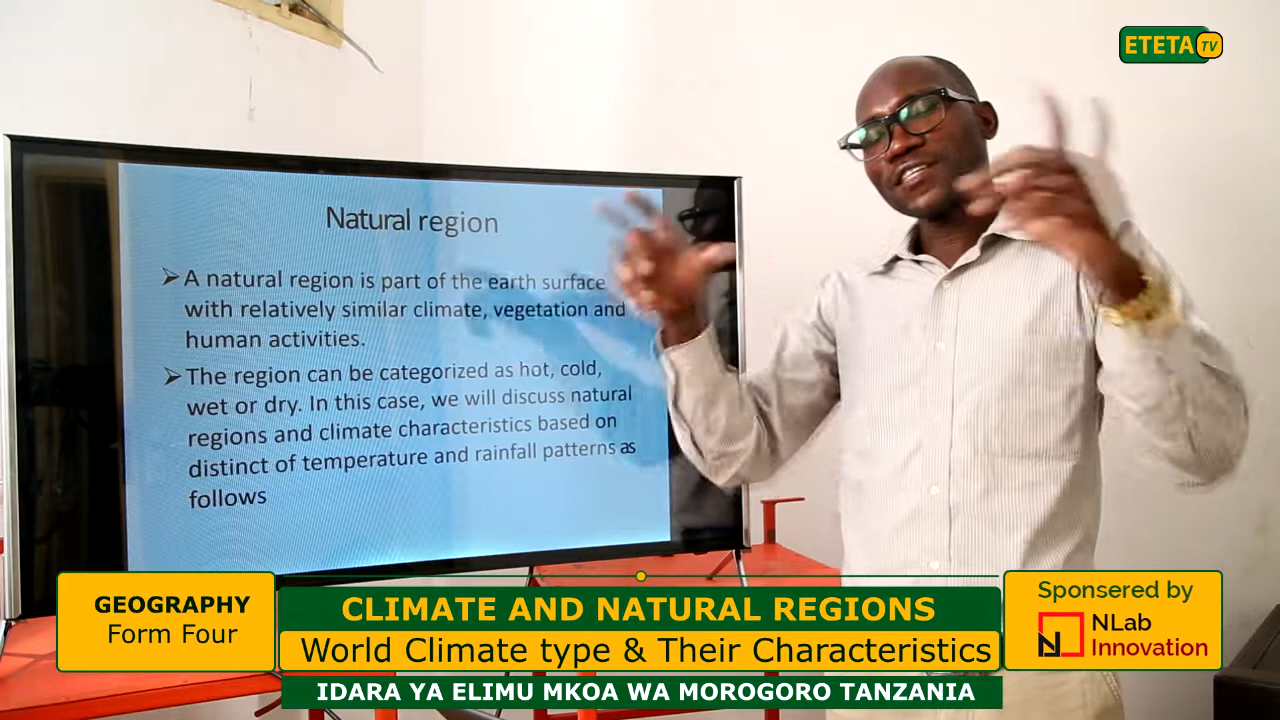 ETETA TV
Natural region
A natural region is part of the earth surface
with relatively similar climate, vegetation and
human activities.
The region can be categorized as hot, cold,
wet or dry. In this case, we will discuss natural
regions and climate characteristics based on
distinct of temperature and rainfall patterns as
follows
GEOGRAPHY
Form Four
CLIMATE AND NATURAL REGIONS
World Climate type & Their Characteristics
IDARA YA ELIMU MKOA WA MOROGORO TANZANIA
Sponsered by
NLab
Innovation